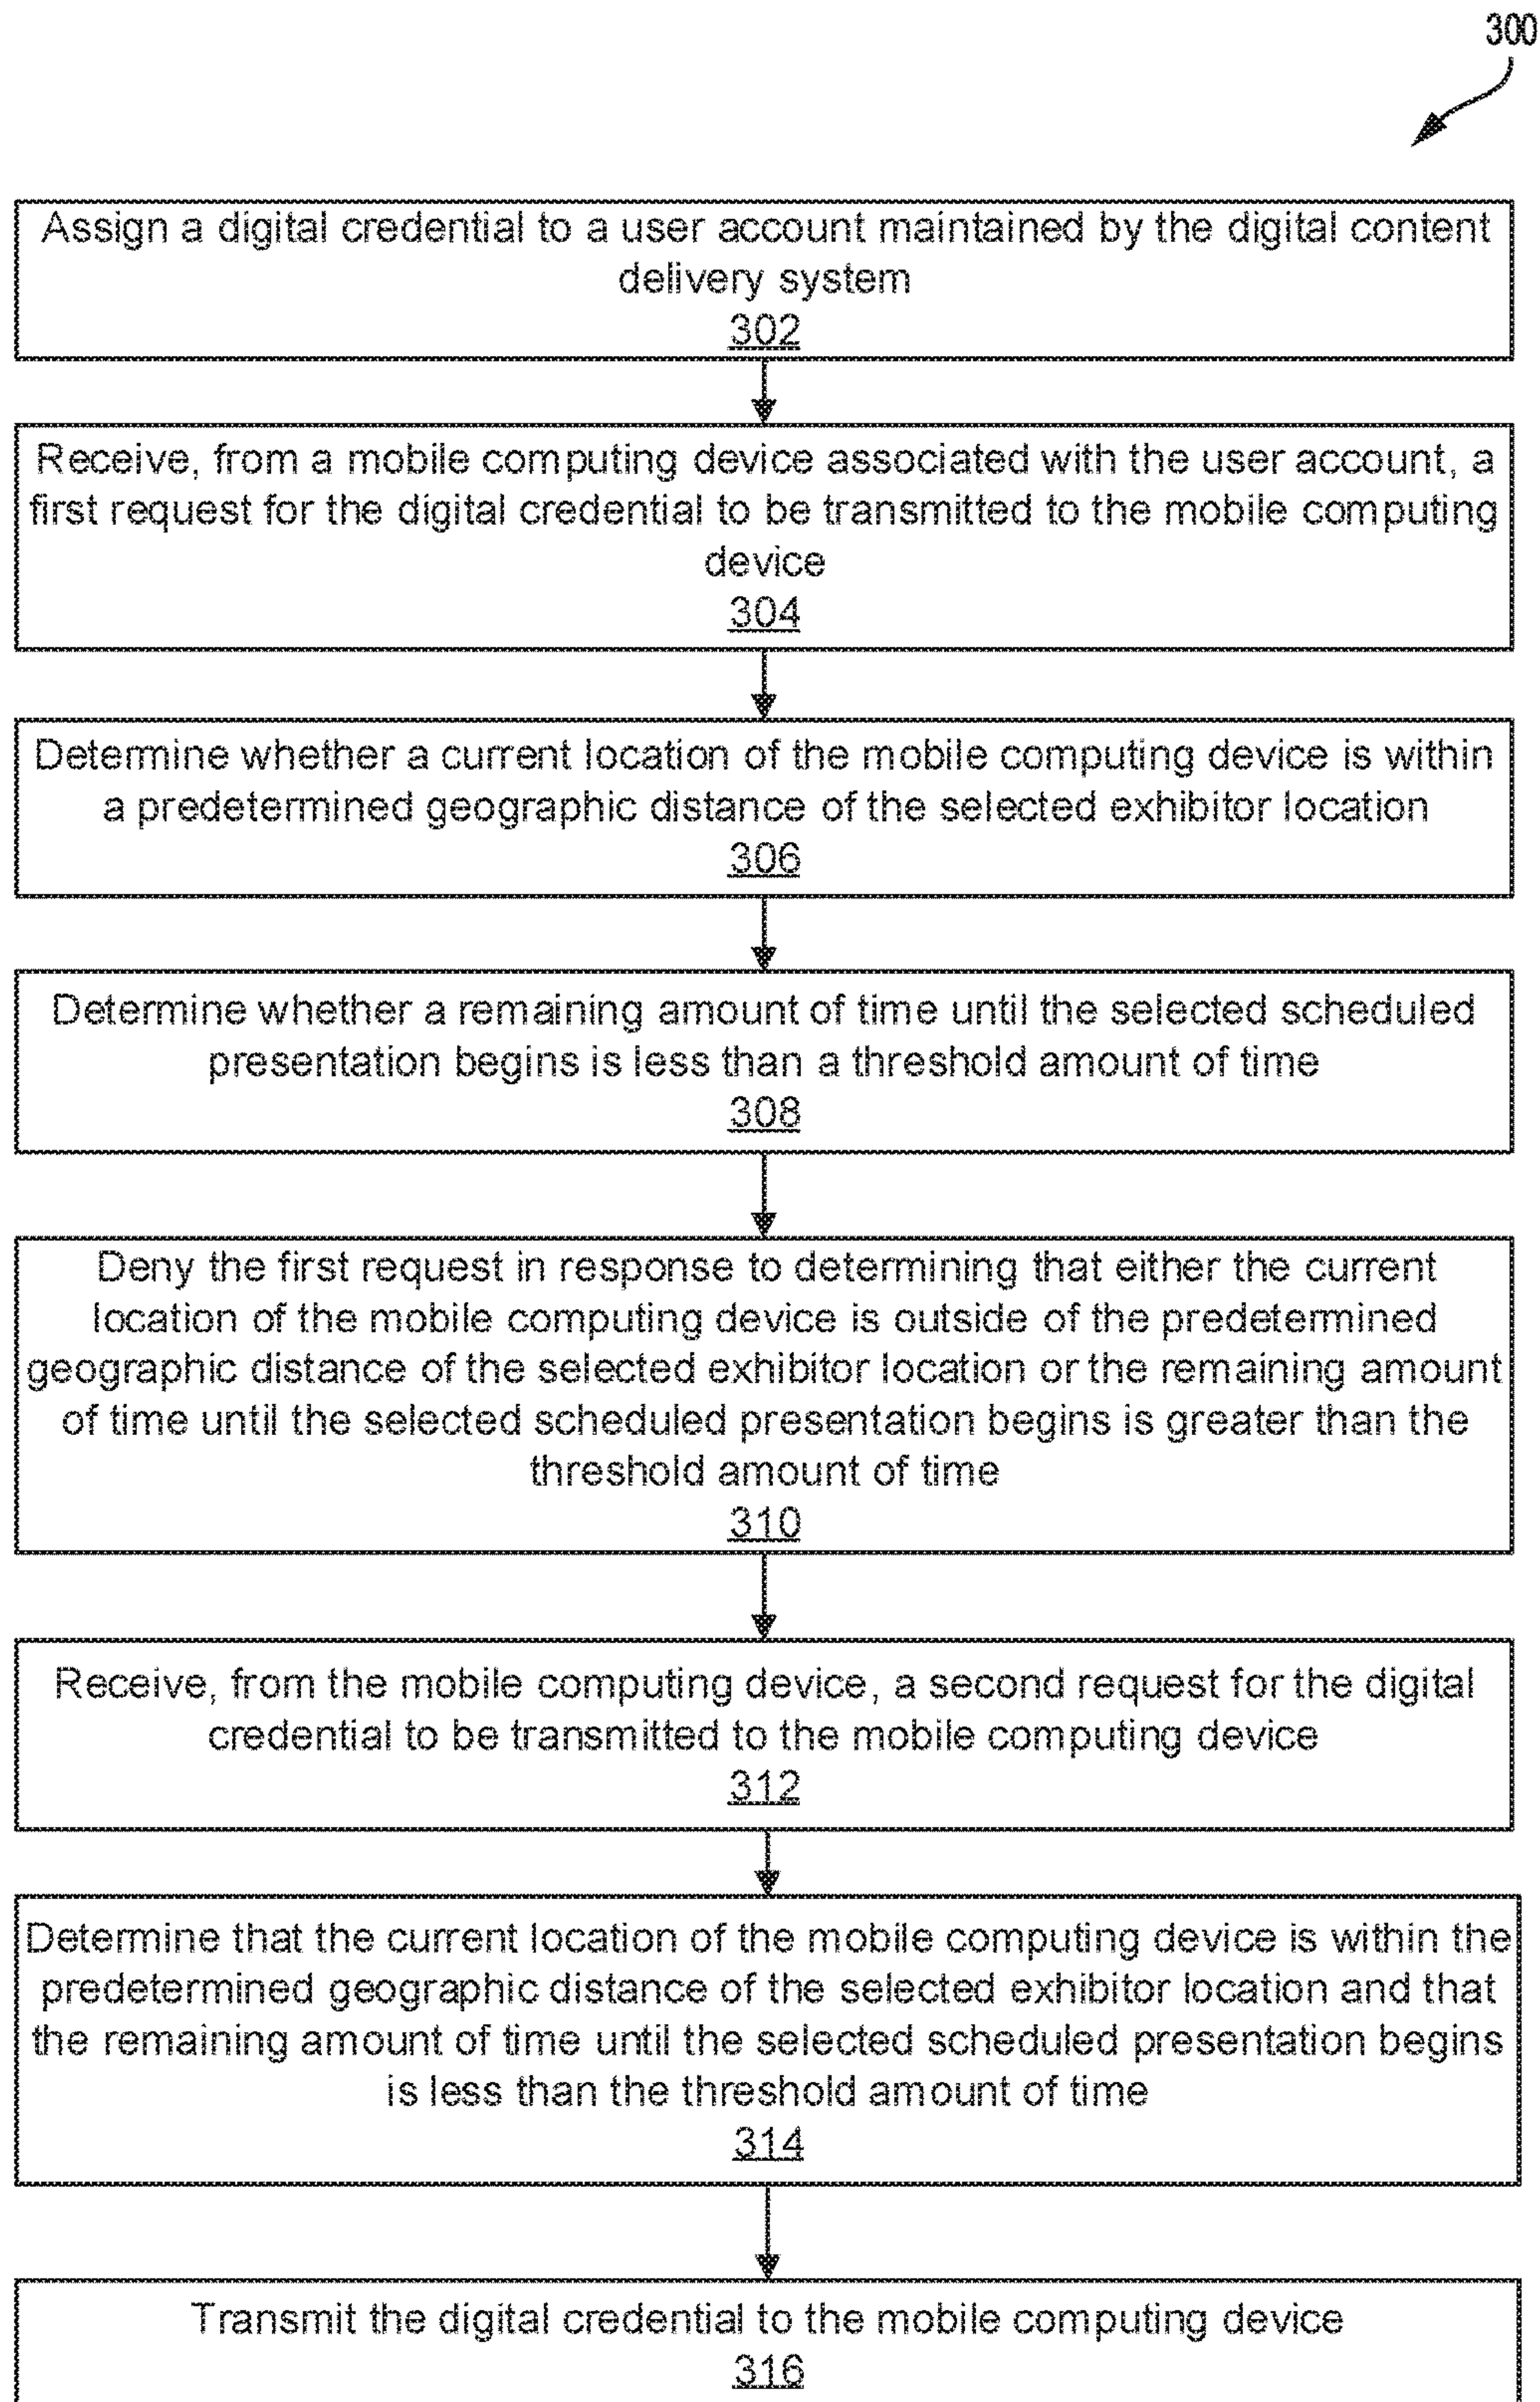 300
Assign a digital credential to a user account maintained by the digital content
delivery system
302
Receive, from a mobile computing device associated with the user account, a
first request for the digital credential to be transmitted to the mobile computing
device
304
Determine whether a current location of the mobile computing device is within
a predetermined geographic distance of the selected exhibitor location
306
Determine whether a remaining amount of time until the selected scheduled
presentation begins is less than a threshold amount of time
308
Deny the first request in response to determining that either the current
location of the mobile computing device is outside of the predetermined
geographic distance of the selected exhibitor location or the remaining amount
of time until the selected scheduled presentation begins is greater than the
threshold amount of time
310
Receive, from the mobile computing device, a second request for the digital
credential to be transmitted to the mobile computing device
312
Determine that the current location of the mobile computing device is within the
predetermined geographic distance of the selected exhibitor location and that
the remaining amount of time until the selected scheduled presentation begins
is less than the threshold amount of time
314
Transmit the digital credential to the mobile computing device
316